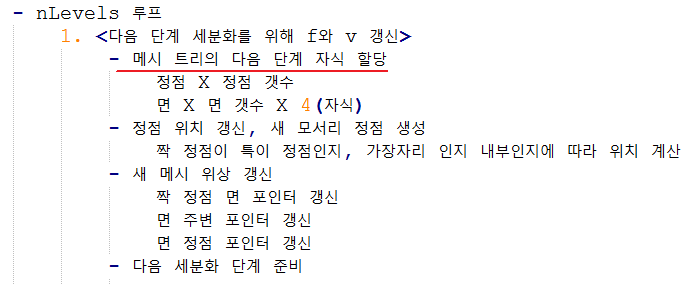 - nLevels 루프
1. <다음 단계 세분화를 위해 f와 v 갱신>
- 메시 트리의 다음 단계 자식 할당
정점 X 정점 갯수
면 X 면 갯수 X 4(자식)
- 정점 위치 갱신, 새 모서리 정점 생성
짝 정점이 특이 정점인지, 가장자리 인지 내부인지에 따라 위치 계산
- 새 메시 위상 갱신
짝 정점 면 포인터 갱신
면 주변 포인터 갱신
면 정점 포인터 갱신
- 다음 세분화 단계 준비